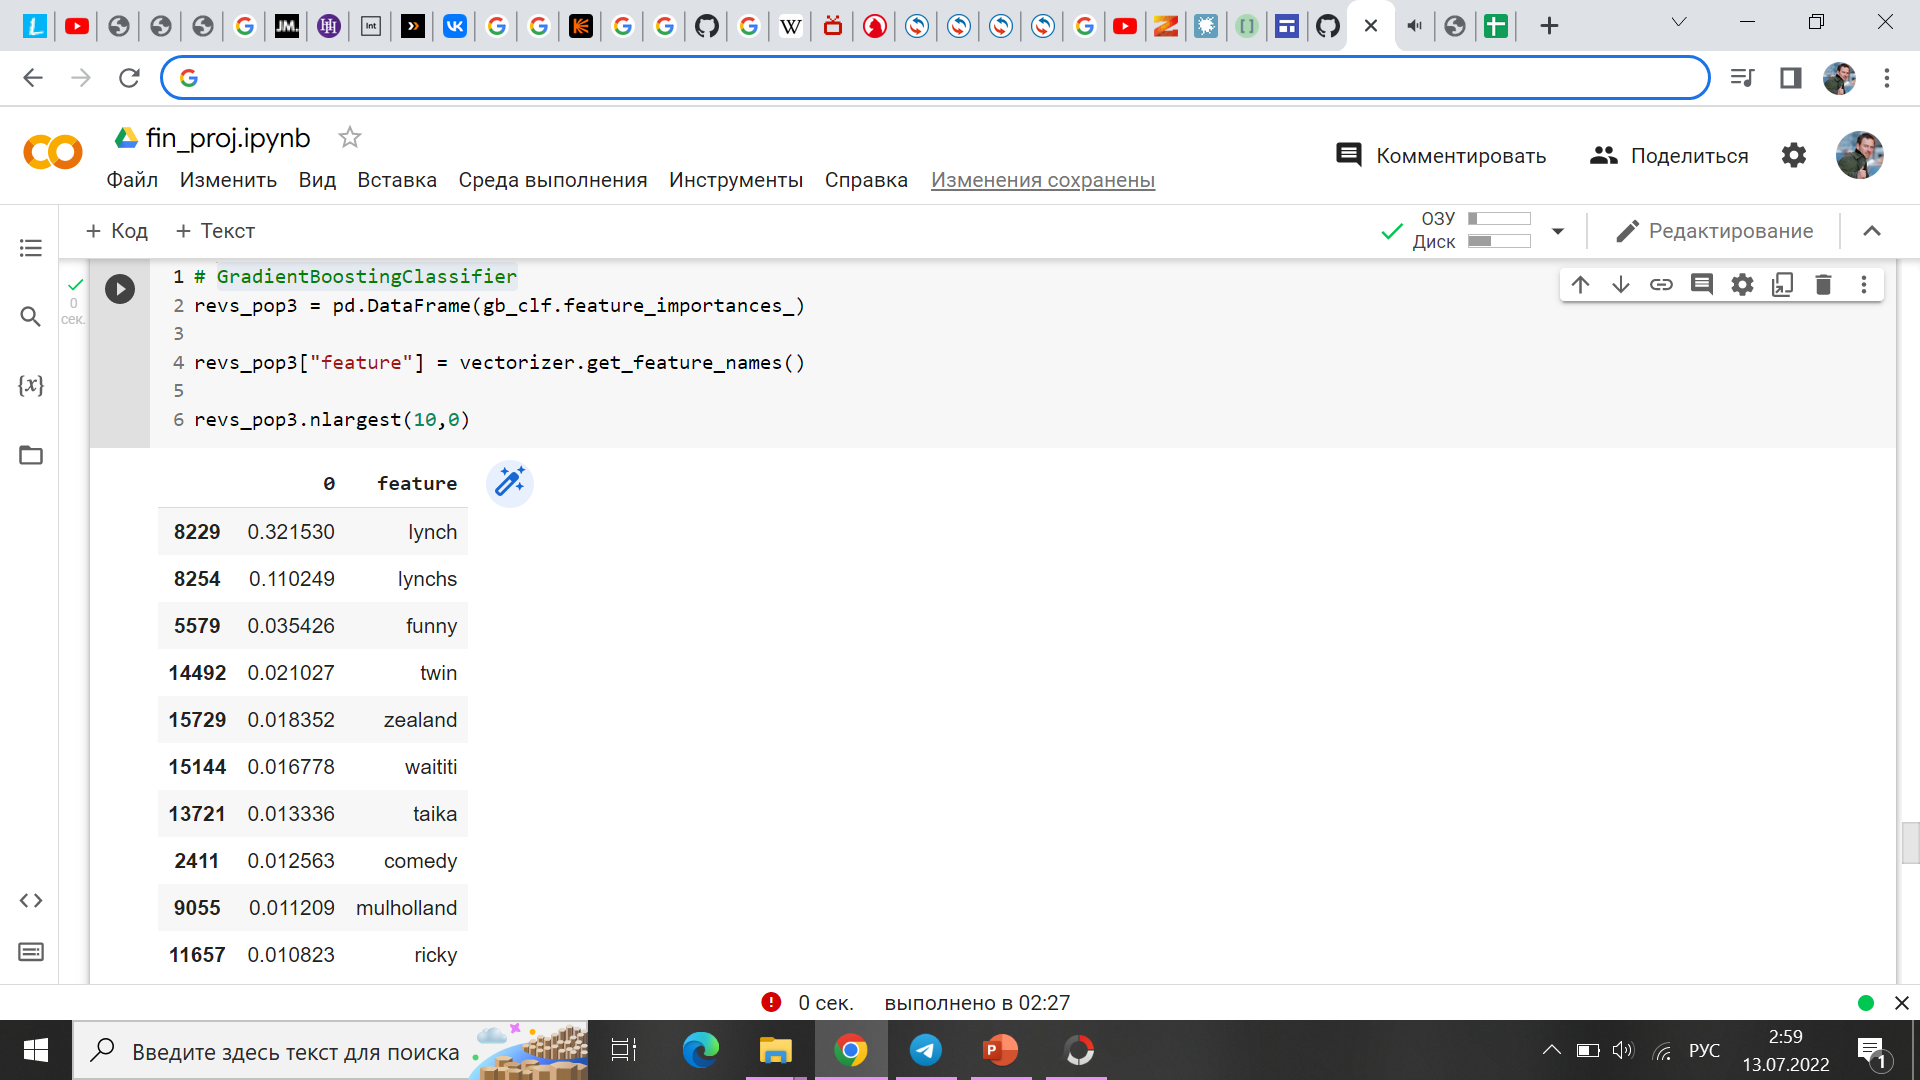 fin_proj.ipynb
Комментировать
Поделиться
Файл Изменить Вид Вставка Среда выполнения Инструменты Справка Изменения сохранены
+ Код + Текст
ОЗУ
Диск
Редактирование
0
сек.
1 # GradientBoostingClassifier
2 revs_pop3 = pd.DataFrame(gb_clf.feature_importances_)
3
4 revs_pop3["feature"] = vectorizer.get_feature_names()
5
6 revs_pop3.nlargest(10,0)
0 feature
8229 0.321530 lynch
8254 0.110249 lynchs
5579 0.035426 funny
14492 0.021027 twin
15729 0.018352 zealand
15144 0.016778 waititi
13721 0.013336 taika
2411 0.012563 comedy
9055 0.011209 mulholland
11657 0.010823 ricky
0 сек. выполнено в 02:27
Введите здесь текст для поиска
РУС
2:59
13.07.2022
1